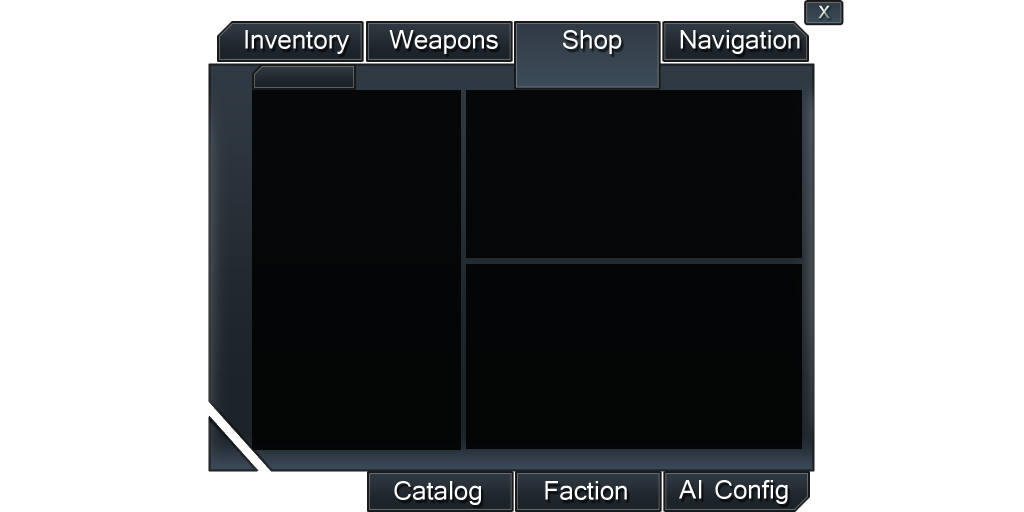 X
Inventory
Weapons
Shop
Navigation
Catalog
Faction
AI Config